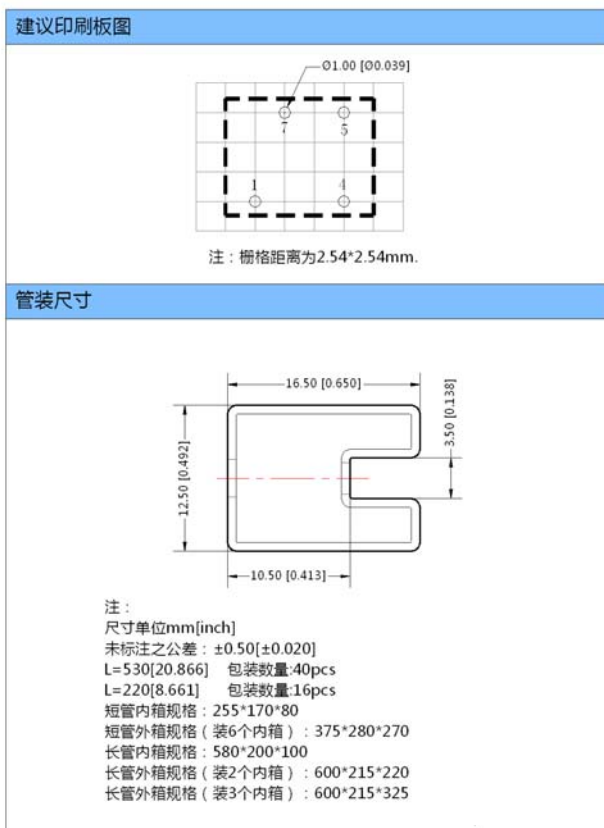 建议印刷板图
Ø1.00 [Ø0.039]
7 5
1 4
注：栅格距离为2.54*2.54mm.
管装尺寸
16.50 [0.650]
3.50 [0.138]
12.50 [0.492]
10.50 [0.413]
注：
尺寸单位mm[inch]
未标注之公差：±0.50[±0.020]
L=530[20.866] 包装数量:40pcs
L=220[8.661] 包装数量:16pcs
短管内箱规格：255*170*80
短管外箱规格（装6个内箱）：375*280*270
长管内箱规格：580*200*100
长管外箱规格（装2个内箱）：600*215*220
长管外箱规格（装3个内箱）：600*215*325